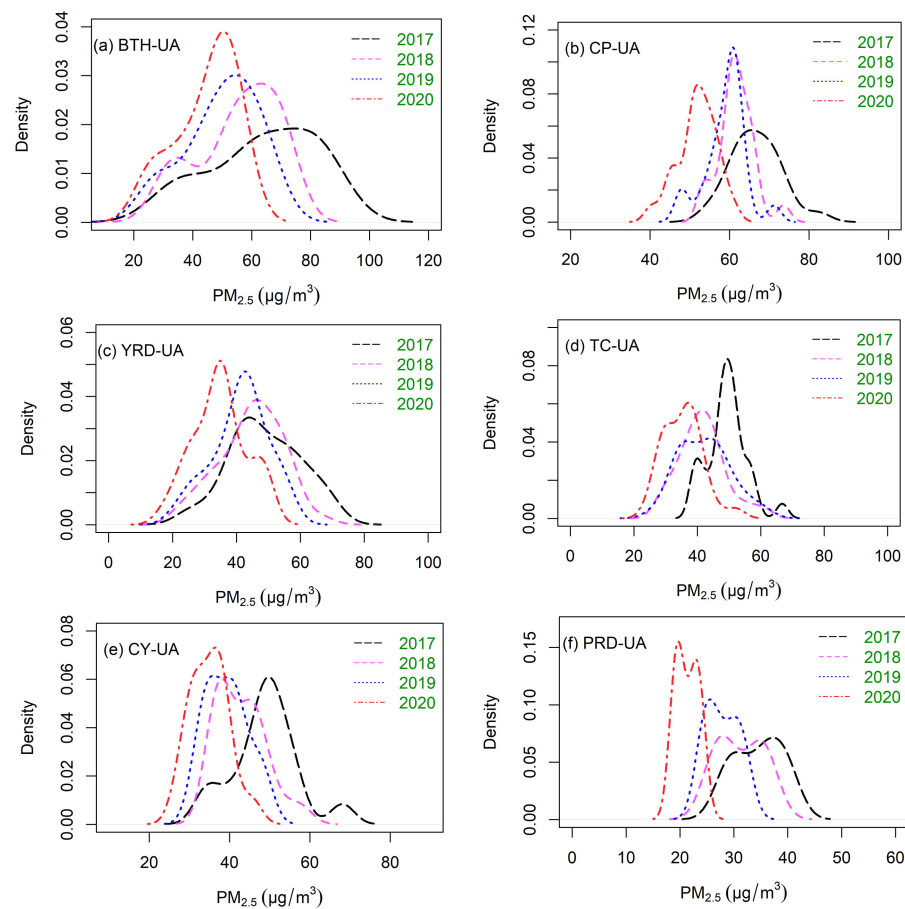 (a) BTH-UA
2017
2018
2019
2020
Density
0.00 0.01 0.02 0.03 0.04
20 40 60 80 100 120
PM2.5 (µg/m³)
(b) CP-UA
2017
2018
2019
2020
Density
0.00 0.04 0.08 0.12
20 40 60 80 100
PM2.5 (µg/m³)
(c) YRD-UA
2017
2018
2019
2020
Density
0.00 0.02 0.04 0.06
0 20 40 60 80 100
PM2.5 (µg/m³)
(d) TC-UA
2017
2018
2019
2020
Density
0.00 0.04 0.08
0 20 40 60 80 100
PM2.5 (µg/m³)
(e) CY-UA
2017
2018
2019
2020
Density
0.00 0.02 0.04 0.06 0.08
20 40 60 80
PM2.5 (µg/m³)
(f) PRD-UA
2017
2018
2019
2020
Density
0.00 0.05 0.10 0.15
0 10 20 30 40 50 60
PM2.5 (µg/m³)